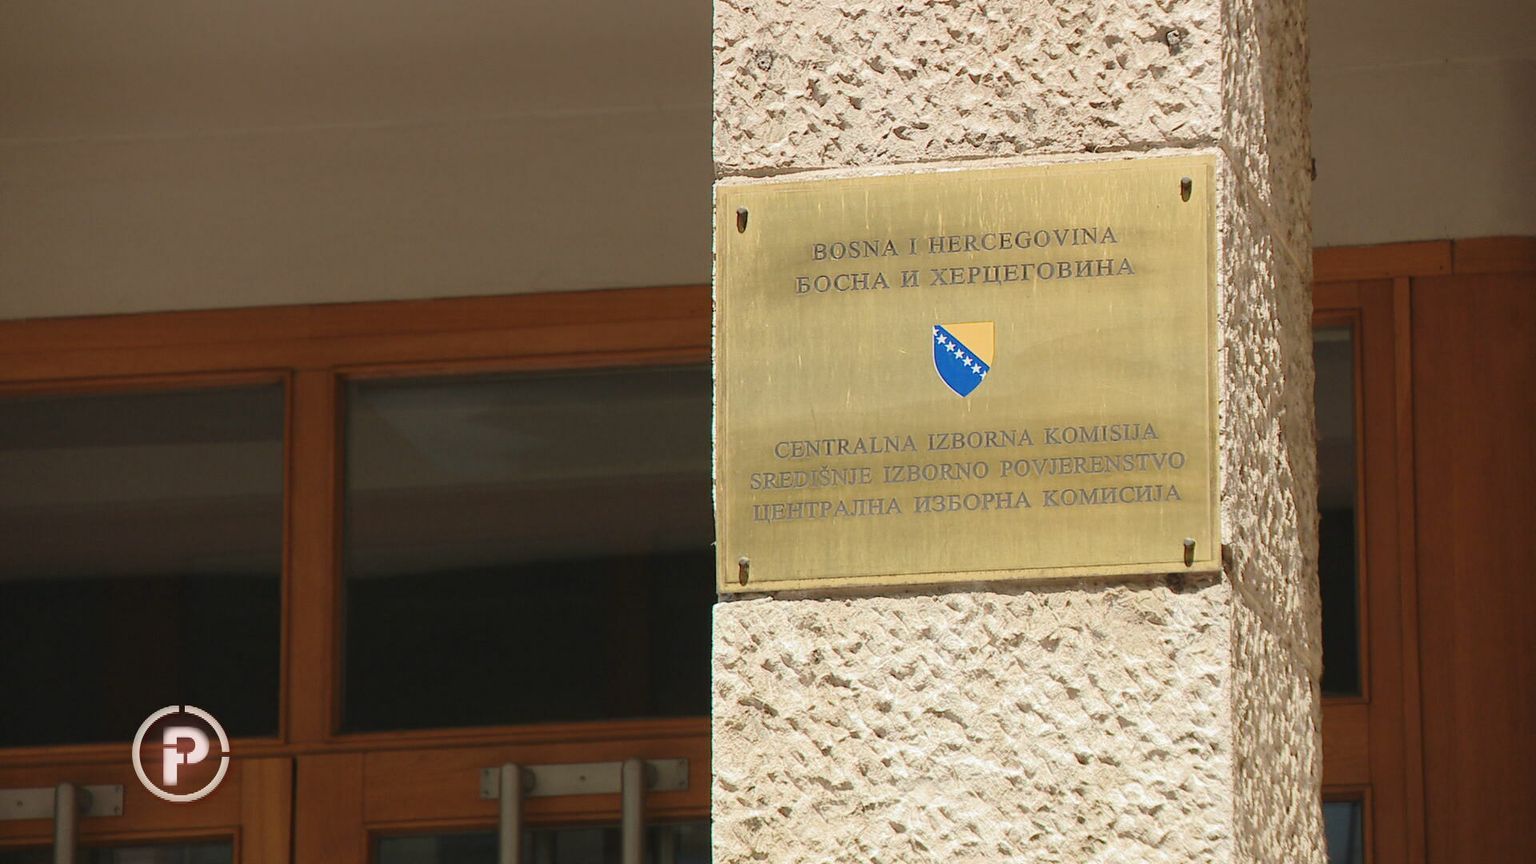 BOSNA I HERCEGOVINA
БОСНА И ХЕРЦЕГОВИНА
CENTRALNA IZBORNA KOMISIJA
SREDIŠNJE IZBORNO POVJERENSTVO
ЦЕНТРАЛНА ИЗБОРНА КОМИСИЈА
P